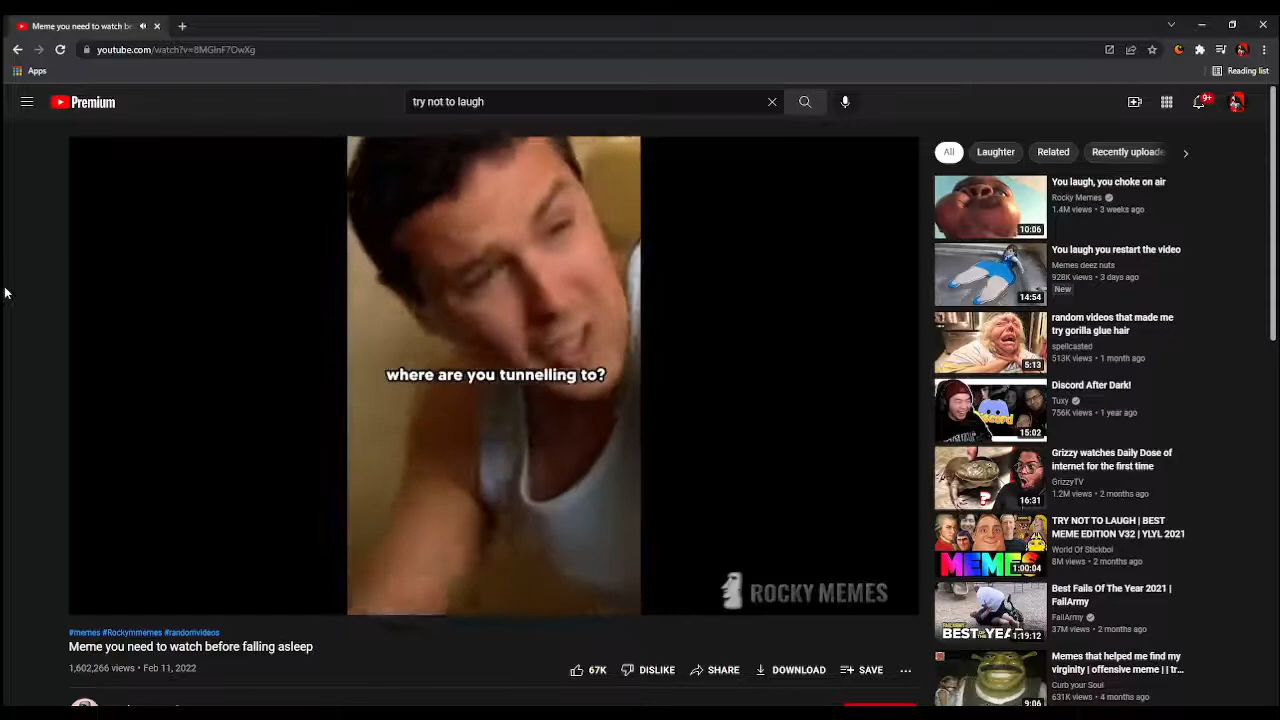 Meme you need to watch be
youtube.com/watch?v=8MGInF7OwXg
Apps
Reading list
Premium
try not to laugh
9+
where are you tunnelling to?
ROCKY MEMES
#memes #Rockymmemes #randomvideos
Meme you need to watch before falling asleep
1,602,266 views • Feb 11, 2022
67K
DISLIKE
SHARE
DOWNLOAD
SAVE
All
Laughter
Related
Recently uploade
You laugh, you choke on air
Rocky Memes
1.4M views • 3 weeks ago
10:06
You laugh you restart the video
Memes deez nuts
928K views • 3 days ago
New
14:54
random videos that made me
try gorilla glue hair
spellcasted
513K views • 1 month ago
5:13
Discord After Dark!
Tuxy
756K views • 1 year ago
15:02
Grizzy watches Daily Dose of
internet for the first time
GrizzyTV
1.2M views • 2 months ago
?
16:31
TRY NOT TO LAUGH | BEST
MEME EDITION V32 | YLYL 2021
World Of Stickboi
8M views • 2 months ago
MEMES
1:00:04
Best Fails Of The Year 2021 |
FailArmy
FailArmy
37M views • 2 months ago
BEST
YEA
1:19:12
Memes that helped me find my
virginity | offensive meme | | tr...
Curb your Soul
631K views • 4 months ago
9:06